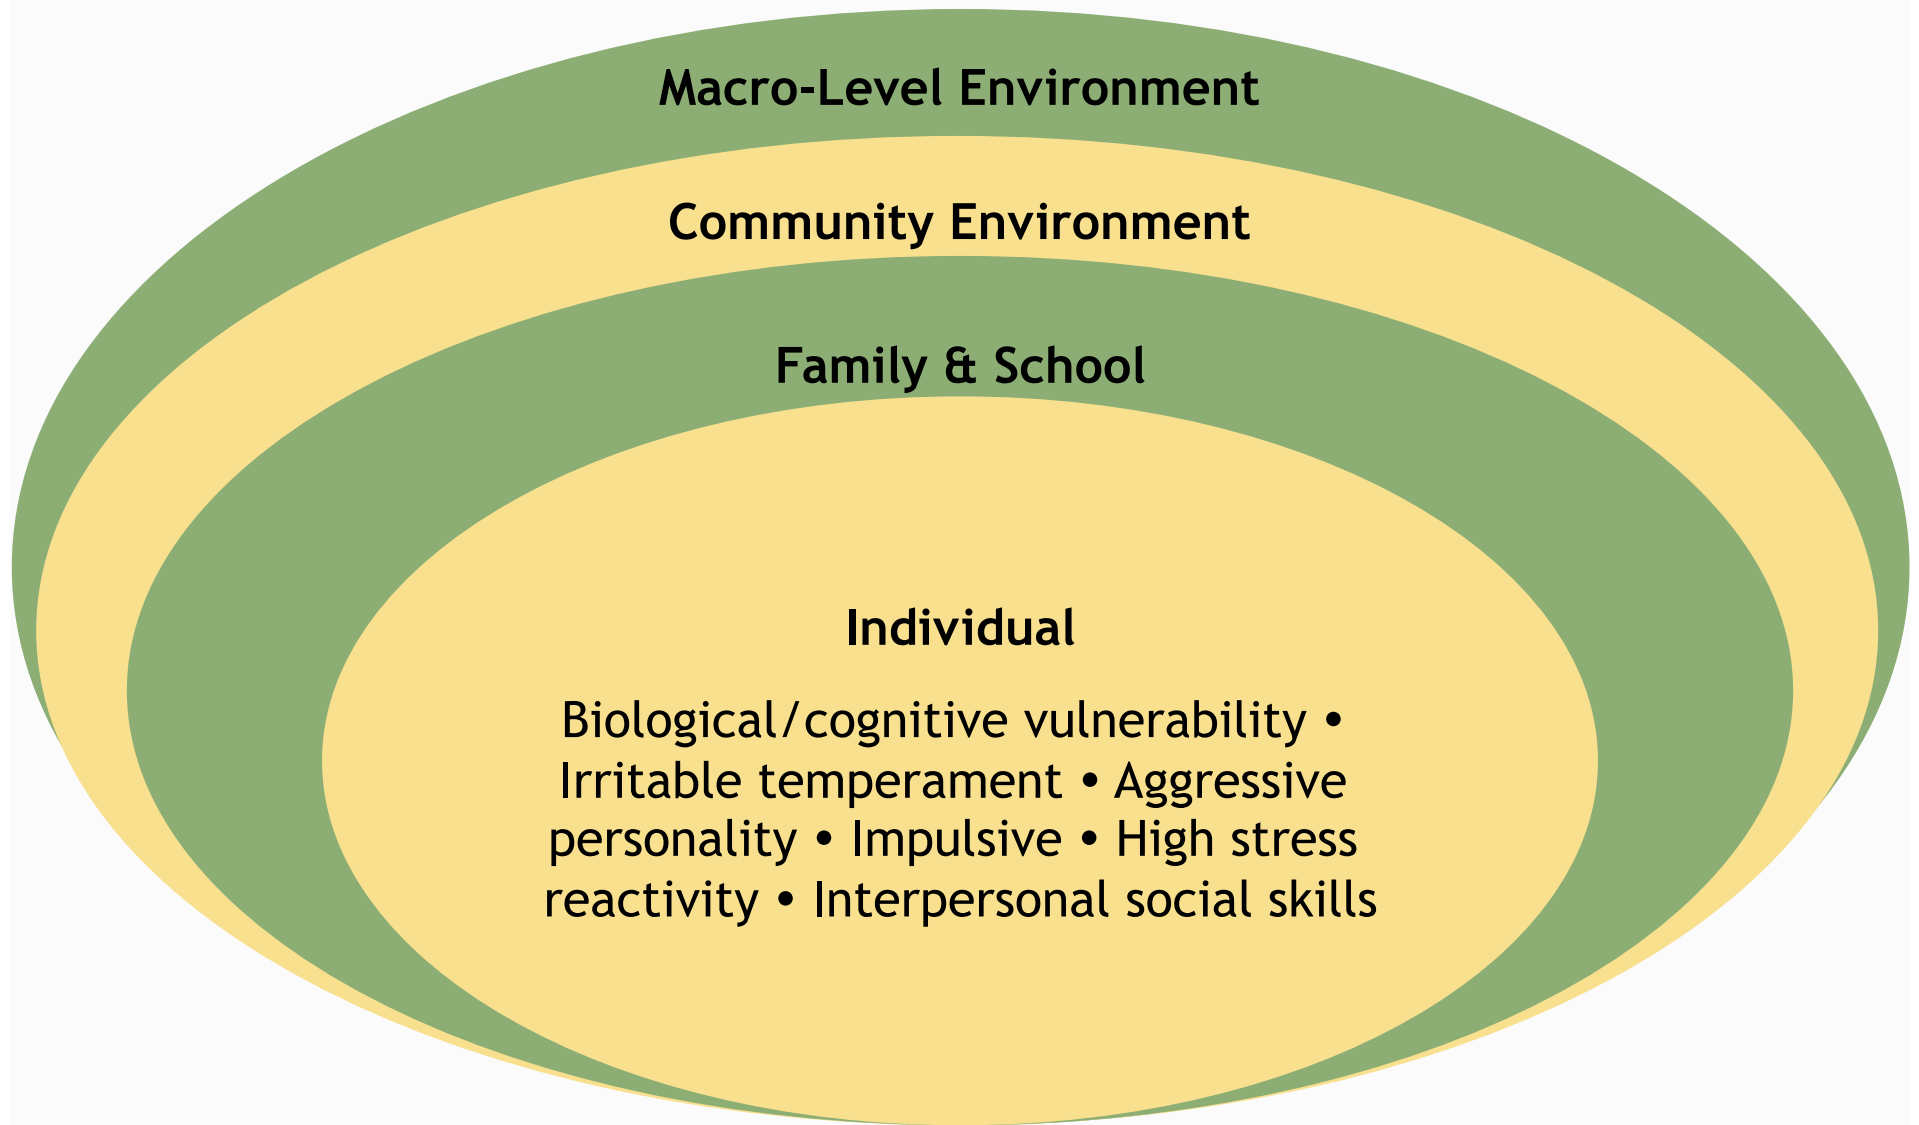 Macro-Level Environment
Community Environment
Family & School
Individual
Biological/cognitive vulnerability •
Irritable temperament • Aggressive
personality • Impulsive • High stress
reactivity • Interpersonal social skills